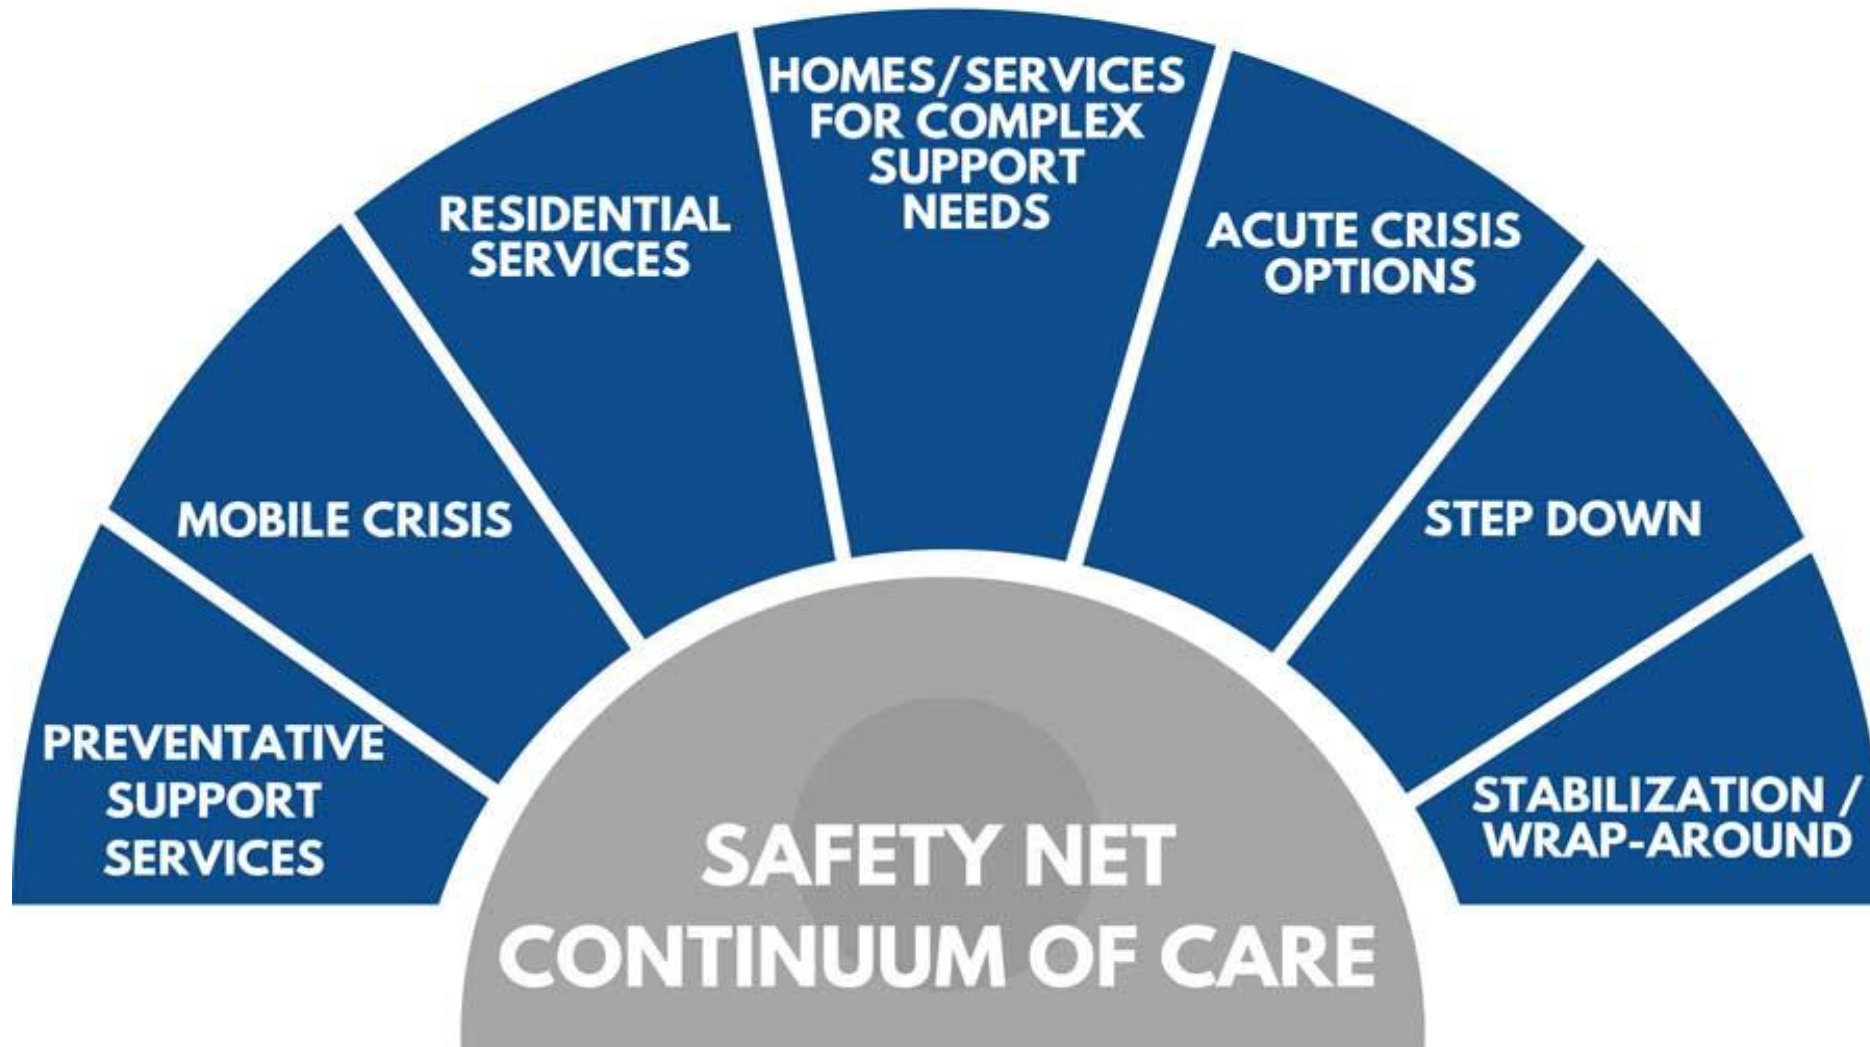 PREVENTATIVE
SUPPORT
SERVICES
MOBILE CRISIS
RESIDENTIAL
SERVICES
HOMES/SERVICES
FOR COMPLEX
SUPPORT
NEEDS
ACUTE CRISIS
OPTIONS
STEP DOWN
STABILIZATION /
WRAP-AROUND
SAFETY NET
CONTINUUM OF CARE